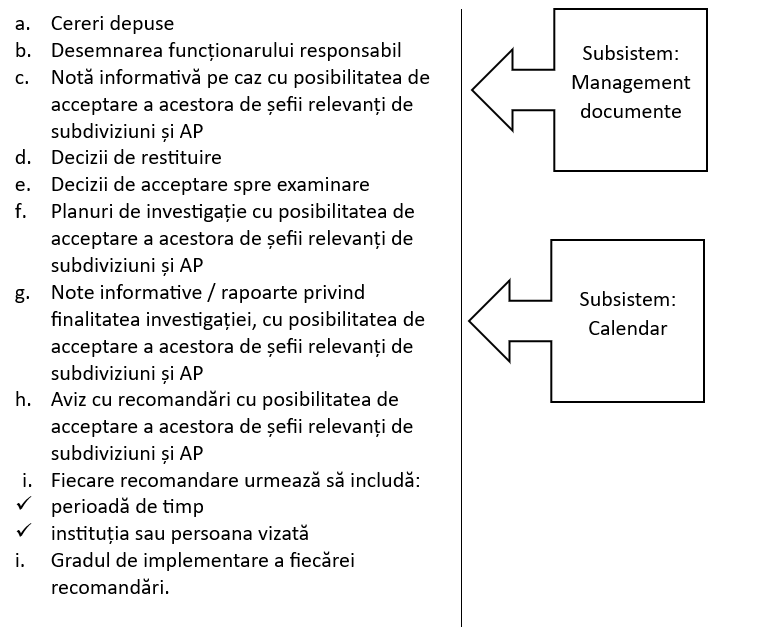 a. Cereri depuse
b. Desemnarea funcționarului responsabil
c. Notă informativă pe caz cu posibilitatea de
acceptare a acestora de șefii relevanți de
subdiviziuni și AP
d. Decizii de restituire
e. Decizii de acceptare spre examinare
f. Planuri de investigație cu posibilitatea de
acceptare a acestora de șefii relevanți de
subdiviziuni și AP
g. Note informative / rapoarte privind
finalitatea investigației, cu posibilitatea de
acceptare a acestora de șefii relevanți de
subdiviziuni și AP
h. Aviz cu recomandări cu posibilitatea de
acceptare a acestora de șefii relevanți de
subdiviziuni și AP
i. Fiecare recomandare urmează să includă:
✓ perioadă de timp
✓ instituția sau persoana vizată
i. Gradul de implementare a fiecărei
recomandări.
Subsistem:
Management
documente
Subsistem:
Calendar